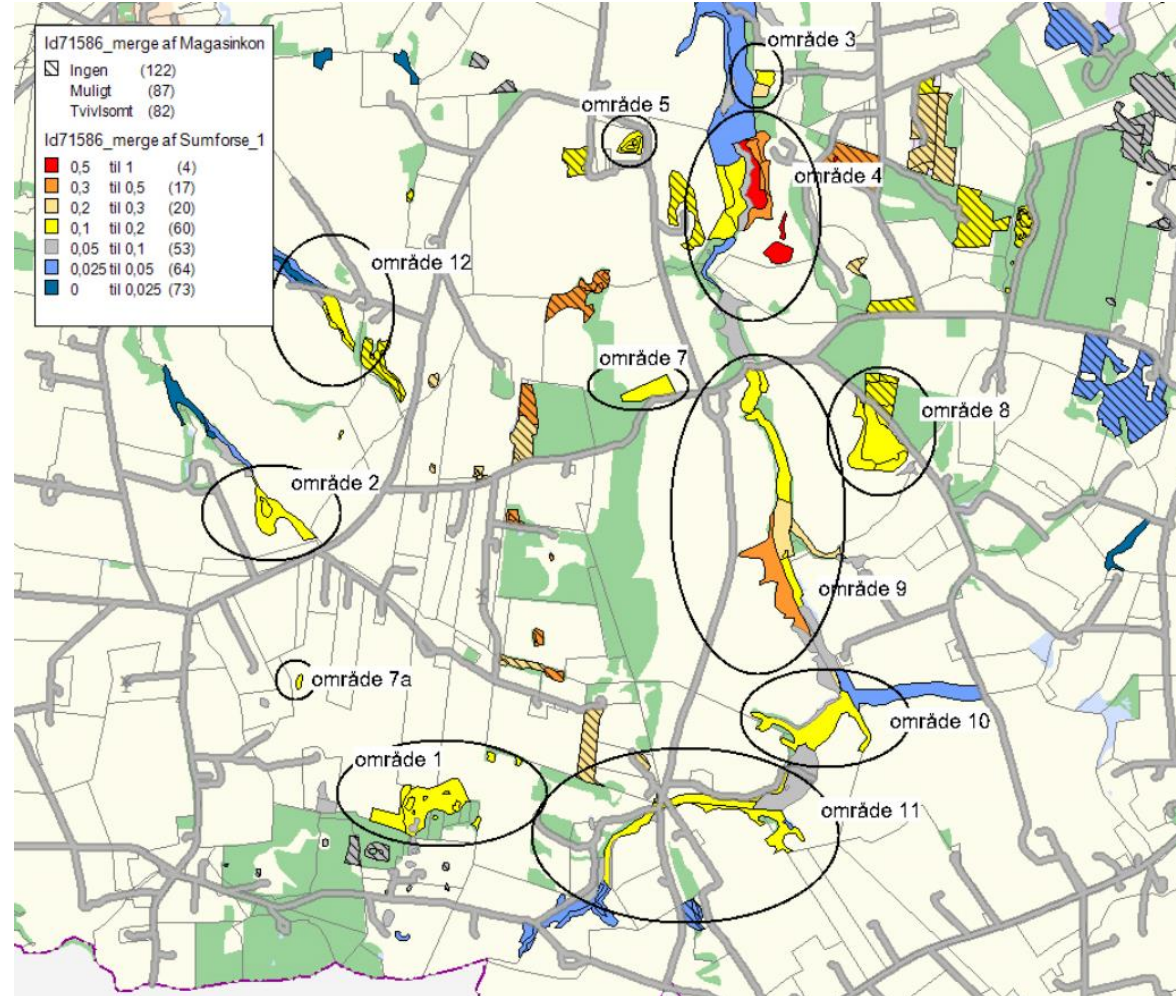 Id71586_merge af Magasinkon
Ingen (122)
Muligt (87)
Tvivlsomt (82)
Id71586_merge af Sumforse_1
0,5 til 1 (4)
0,3 til 0,5 (17)
0,2 til 0,3 (20)
0,1 til 0,2 (60)
0,05 til 0,1 (53)
0,025 til 0,05 (64)
0 til 0,025 (73)
område 3
område 5
område 4
område 12
område 7
område 8
område 2
område 9
område 7a
område 10
område 1
område 11